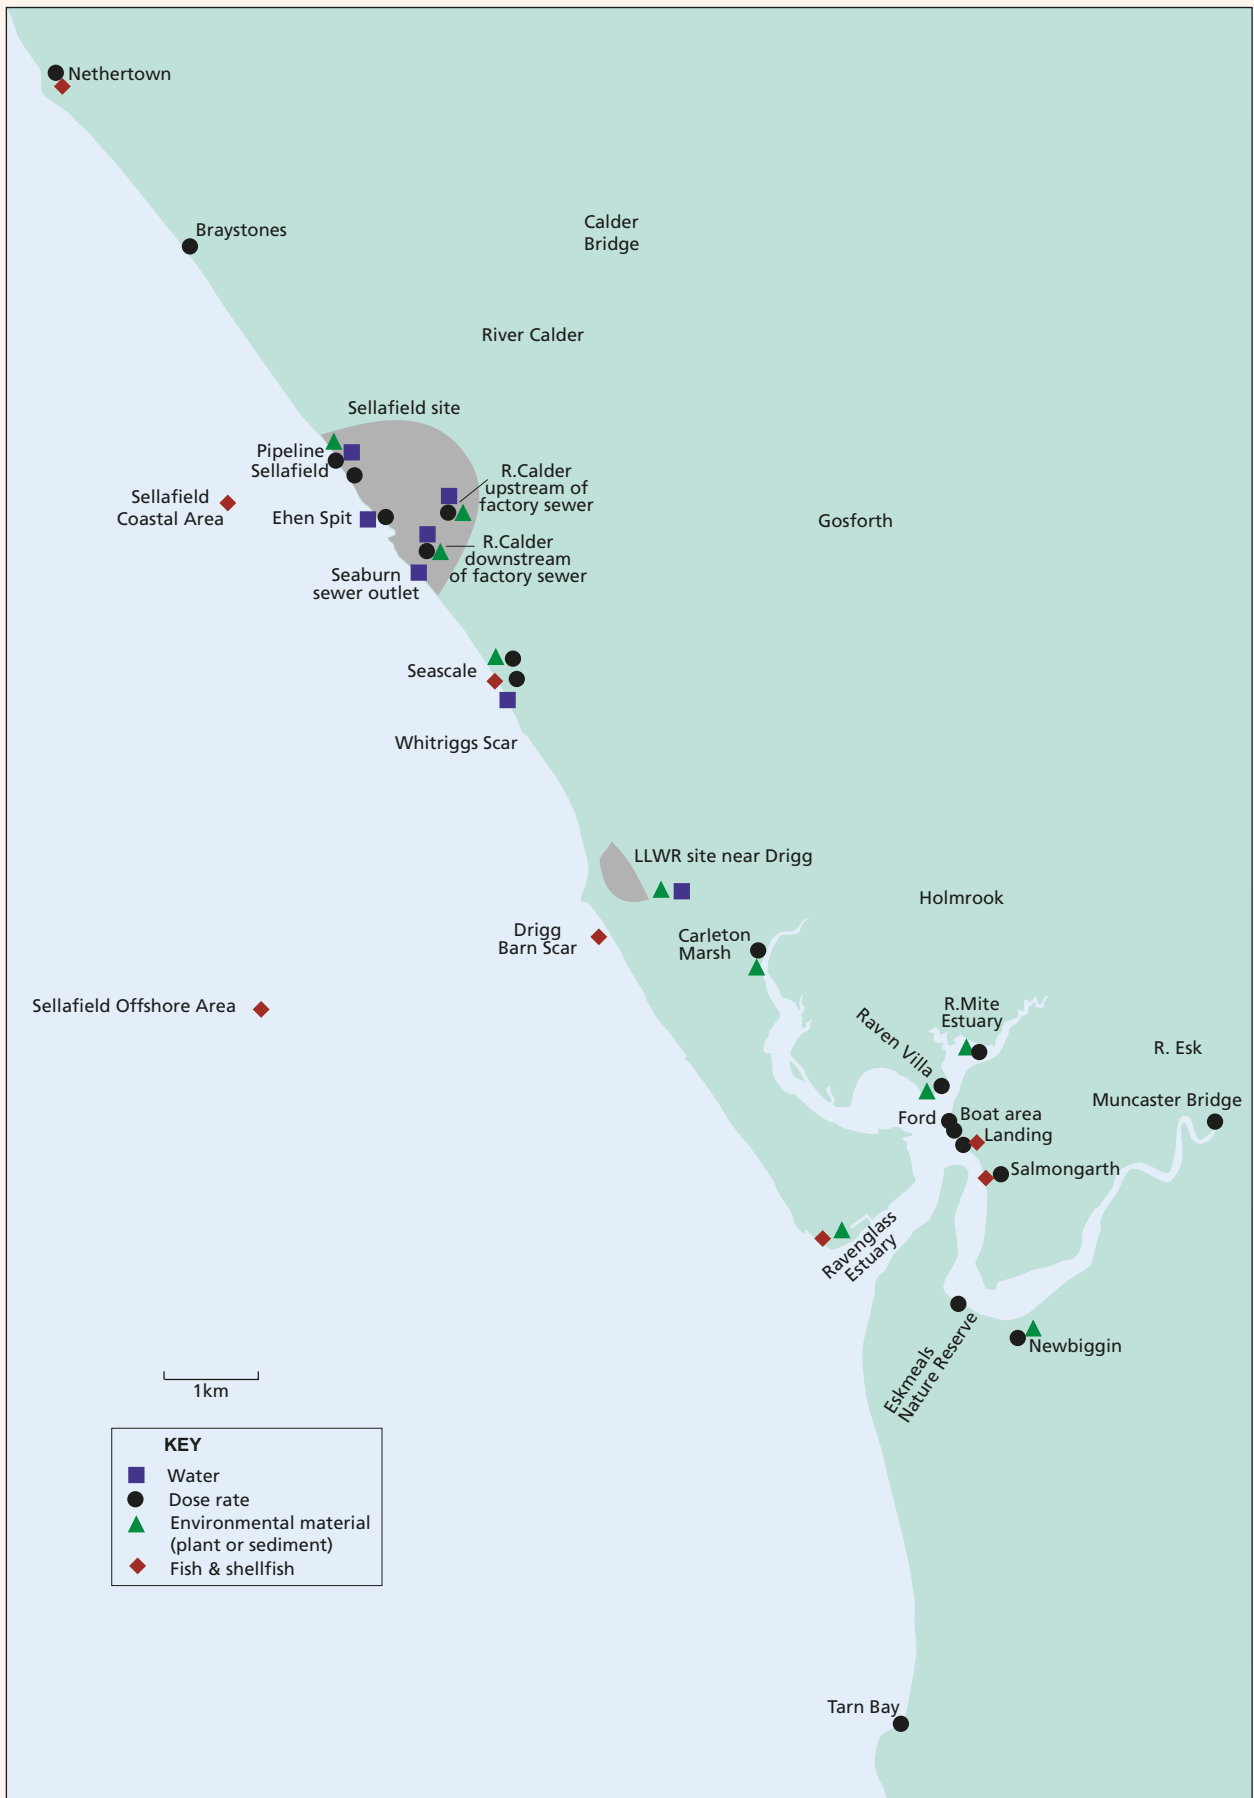 Nethertown
Braystones
Calder
Bridge
River Calder
Sellafield site
Pipeline
Sellafield
R.Calder
upstream of
factory sewer
Sellafield
Coastal Area
Ehen Spit
Gosforth
R.Calder
downstream
of factory sewer
Seaburn
sewer outlet
Seascale
Whitriggs Scar
LLWR site near Drigg
Holmrook
Drigg
Barn Scar
Carleton
Marsh
Sellafield Offshore Area
R.Mite
Estuary
Raven Villa
R. Esk
Muncaster Bridge
Ford
Boat area
Landing
Salmongarth
Ravenglass
Estuary
Eskmeals
Nature Reserve
Newbiggin
1km
KEY
Water
Dose rate
Environmental material
(plant or sediment)
Fish & shellfish
Tarn Bay